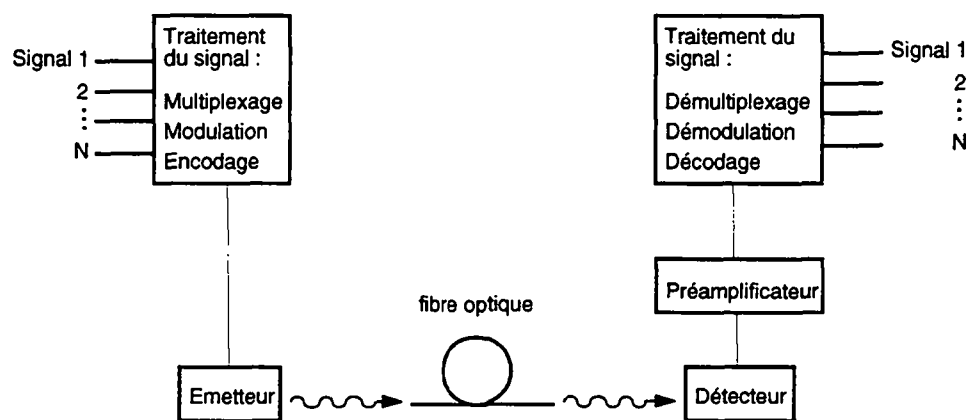 Signal 1
2
⋮
N
Traitement
du signal :
Multiplexage
Modulation
Encodage
Traitement du
signal :
Démultiplexage
Démodulation
Décodage
Signal 1
2
⋮
N
Préamplificateur
fibre optique
Emetteur
Détecteur